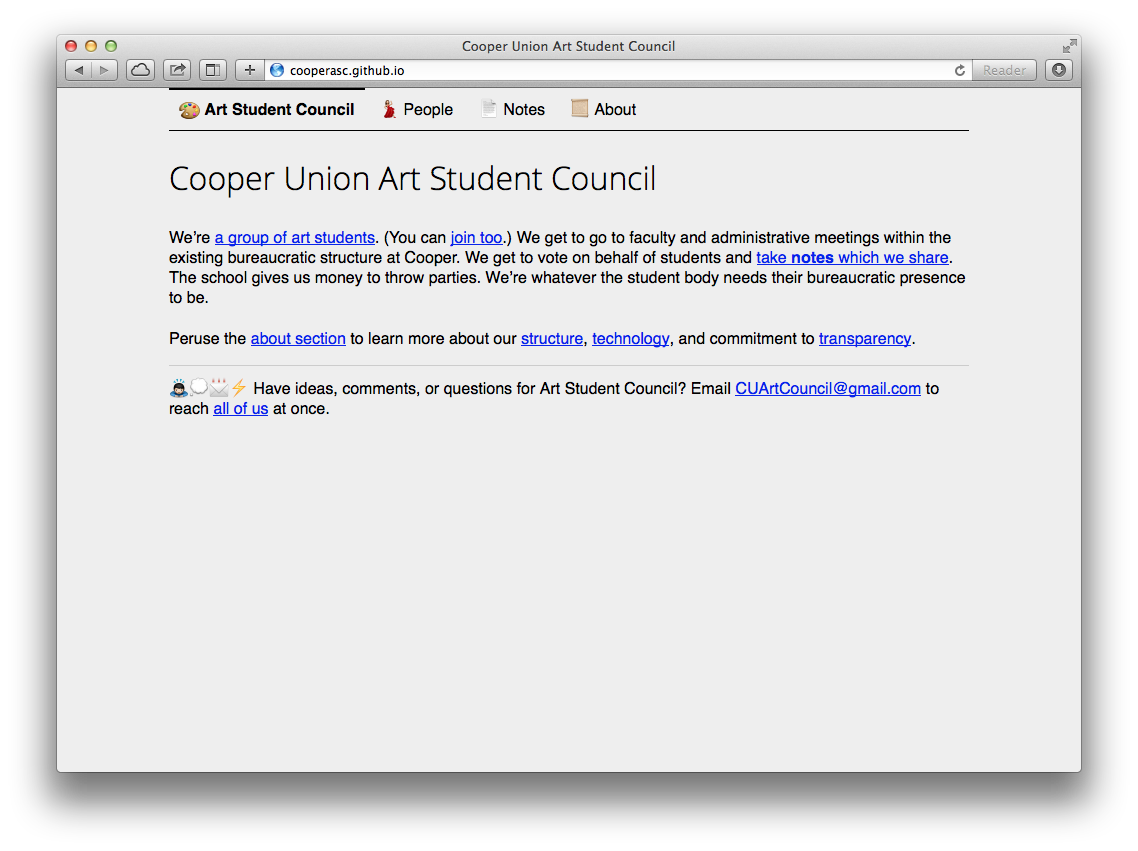 Cooper Union Art Student Council
cooperasc.github.io
Reader
Art Student Council People Notes About
Cooper Union Art Student Council
We’re a group of art students. (You can join too.) We get to go to faculty and administrative meetings within the
existing bureaucratic structure at Cooper. We get to vote on behalf of students and take notes which we share.
The school gives us money to throw parties. We’re whatever the student body needs their bureaucratic presence
to be.
Peruse the about section to learn more about our structure, technology, and commitment to transparency.
Have ideas, comments, or questions for Art Student Council? Email CUArtCouncil@gmail.com to
reach all of us at once.